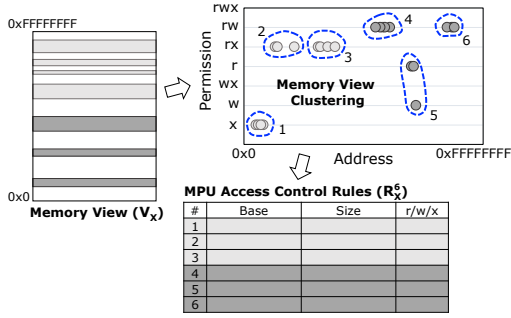 0xFFFFFFFF
0x0
Memory View (Vx)
Permission
rwx
rw
rx
r
wx
w
x
2
3
4
6
5
1
Memory View
Clustering
0x0
Address
0xFFFFFFFF
MPU Access Control Rules (R⁶x)
# Base Size r/w/x
1
2
3
4
5
6